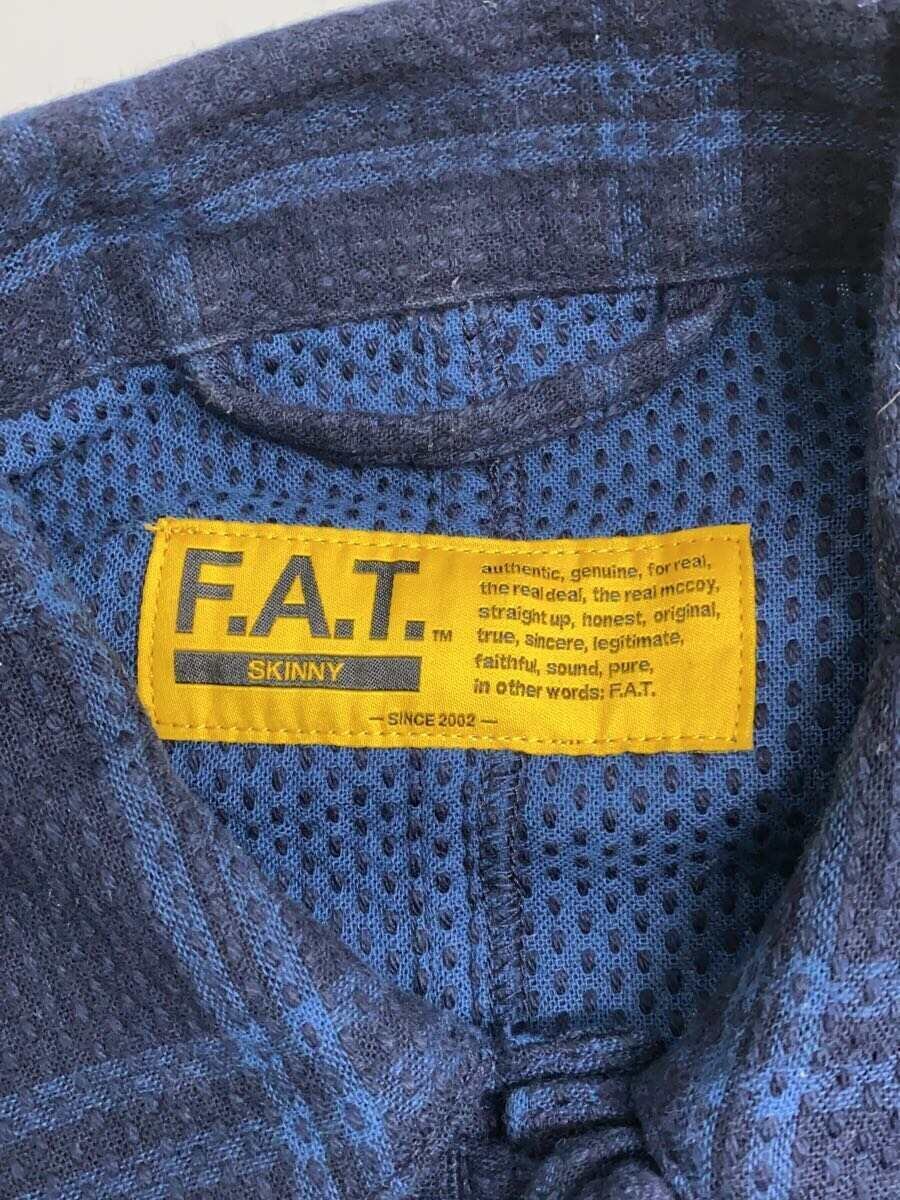 F.A.T.™
SKINNY
authentic, genuine, for real,
the real deal, the real mccoy,
straight up, honest, original,
true, sincere, legitimate,
faithful, sound, pure,
in other words: F.A.T.
— SINCE 2002 —